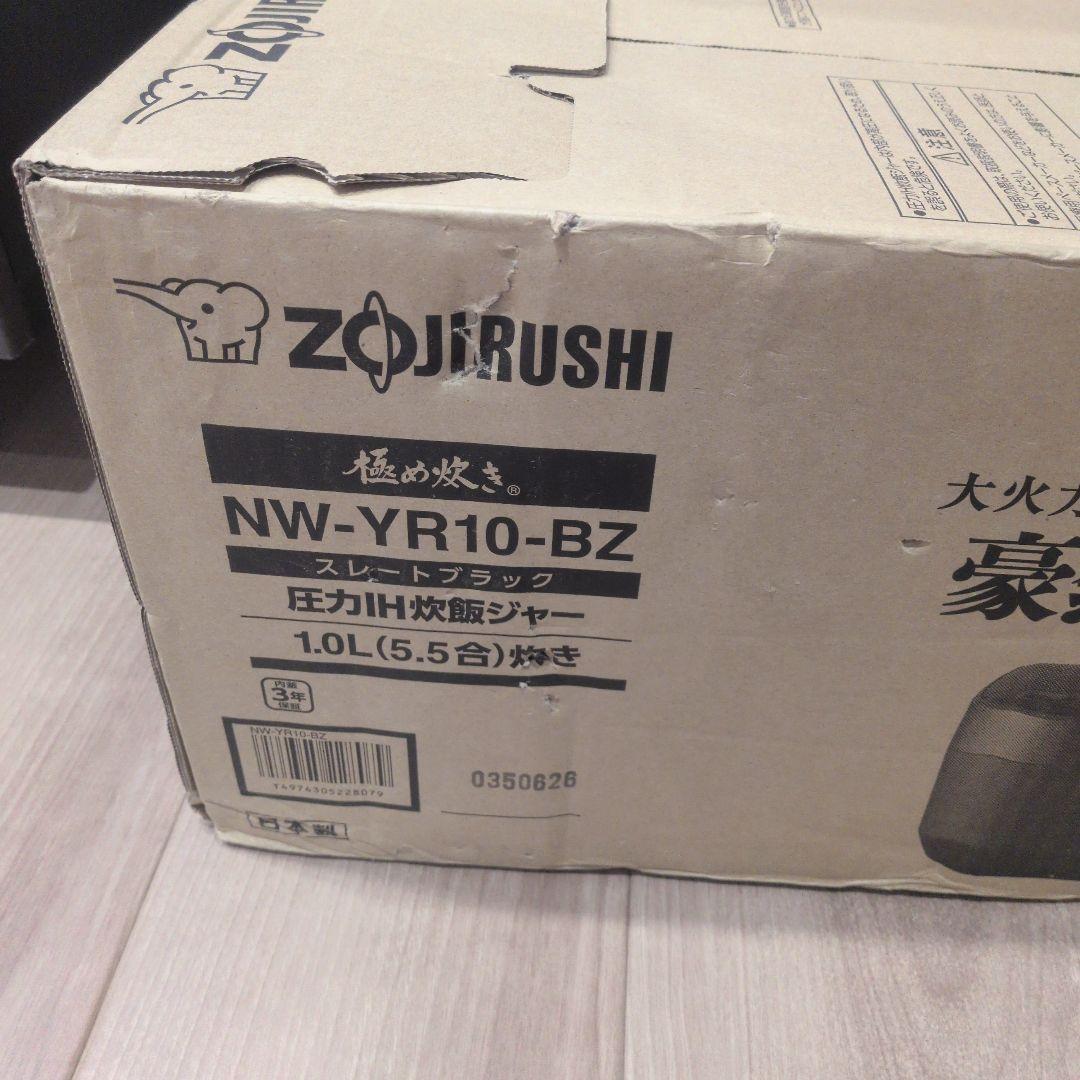 ZOJIR
⚠注意
ZOJIRUSHI
極め炊き®
NW-YR10-BZ
スレートブラック
圧力IH炊飯ジャー
1.0L(5.5合)炊き
内釜
3年
保証
NW-YR10-BZ
T4974305228079
0350626
日本製
大火力
豪